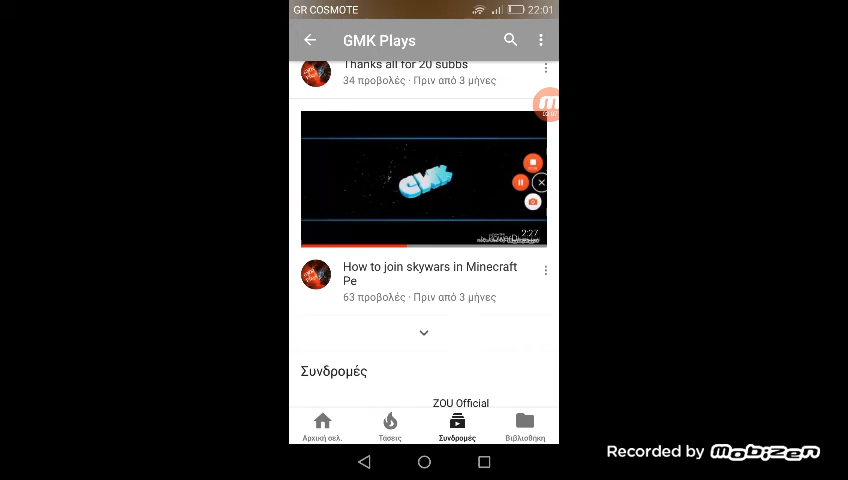 GR COSMOTE
22:01
GMK Plays
Thanks all for 20 subbs
34 προβολές · Πριν από 3 μήνες
GMK
2:27
How to join skywars in Minecraft
Pe
63 προβολές · Πριν από 3 μήνες
Συνδρομές
ZOU Official
Αρχική σελ.
Τάσεις
Συνδρομές
Βιβλιοθήκη
Recorded by mobizen